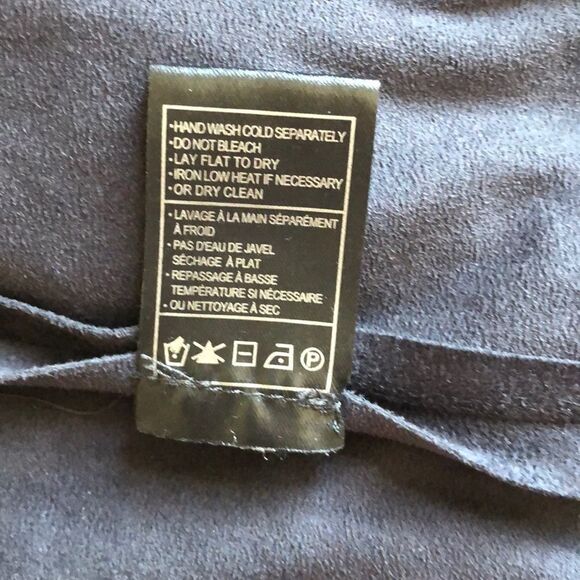 •HAND WASH COLD SEPARATELY
•DO NOT BLEACH
•LAY FLAT TO DRY
•IRON LOW HEAT IF NECESSARY
•OR DRY CLEAN
•LAVAGE À LA MAIN SÉPARÉMENT
À FROID
•PAS D'EAU DE JAVEL
SÉCHAGE À PLAT
•REPASSAGE À BASSE
TEMPÉRATURE SI NÉCESSAIRE
•OU NETTOYAGE À SEC
P